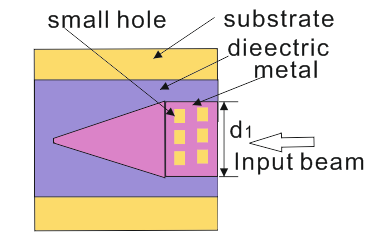 small hole
substrate
dieectric
metal
d1
Input beam